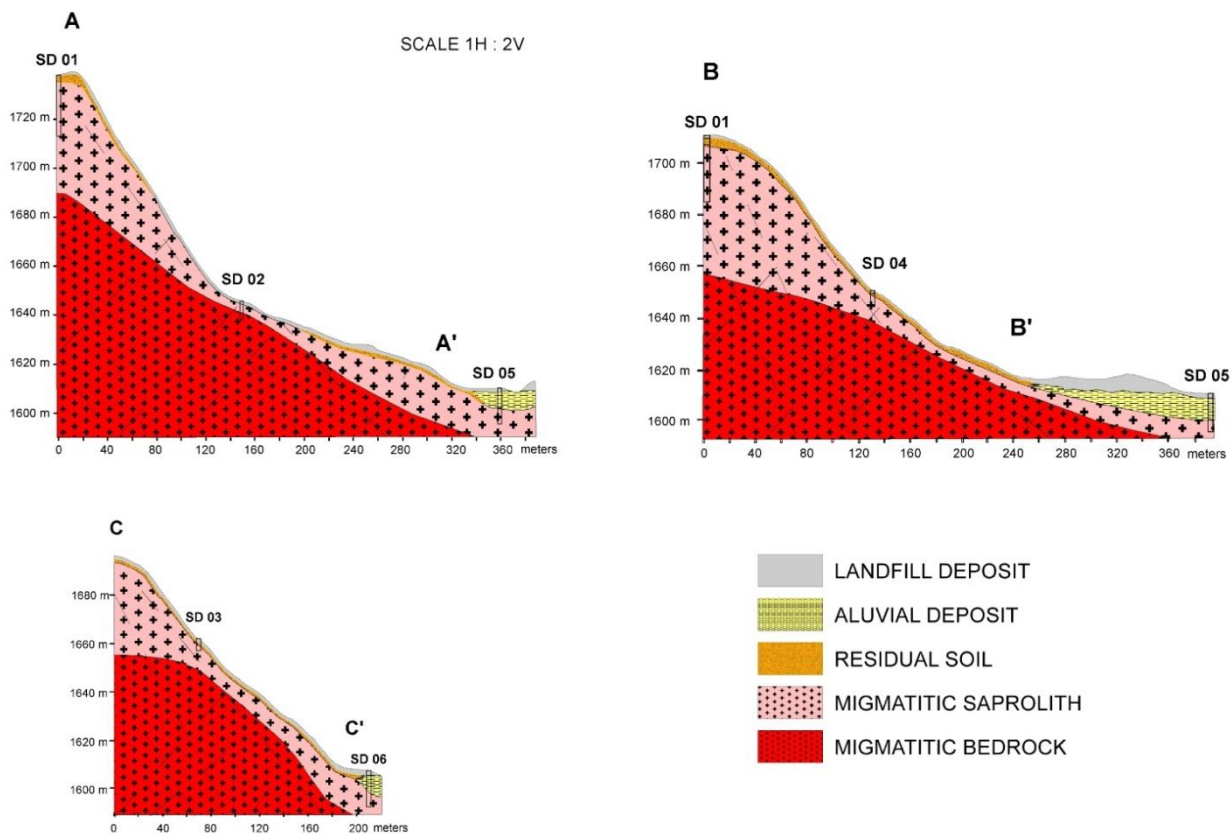 A
SCALE 1H : 2V
SD 01
1720 m
1700 m
1680 m
1660 m
1640 m
1620 m
1600 m
SD 02
A'
SD 05
0 40 80 120 160 200 240 280 320 360 meters
B
SD 01
1700 m
1680 m
1660 m
1640 m
1620 m
1600 m
SD 04
B'
SD 05
0 40 80 120 160 200 240 280 320 360 meters
C
1680 m
1660 m
1640 m
1620 m
1600 m
SD 03
C'
SD 06
0 40 80 120 160 200 meters
LANDFILL DEPOSIT
ALUVIAL DEPOSIT
RESIDUAL SOIL
MIGMATITIC SAPROLITH
MIGMATITIC BEDROCK